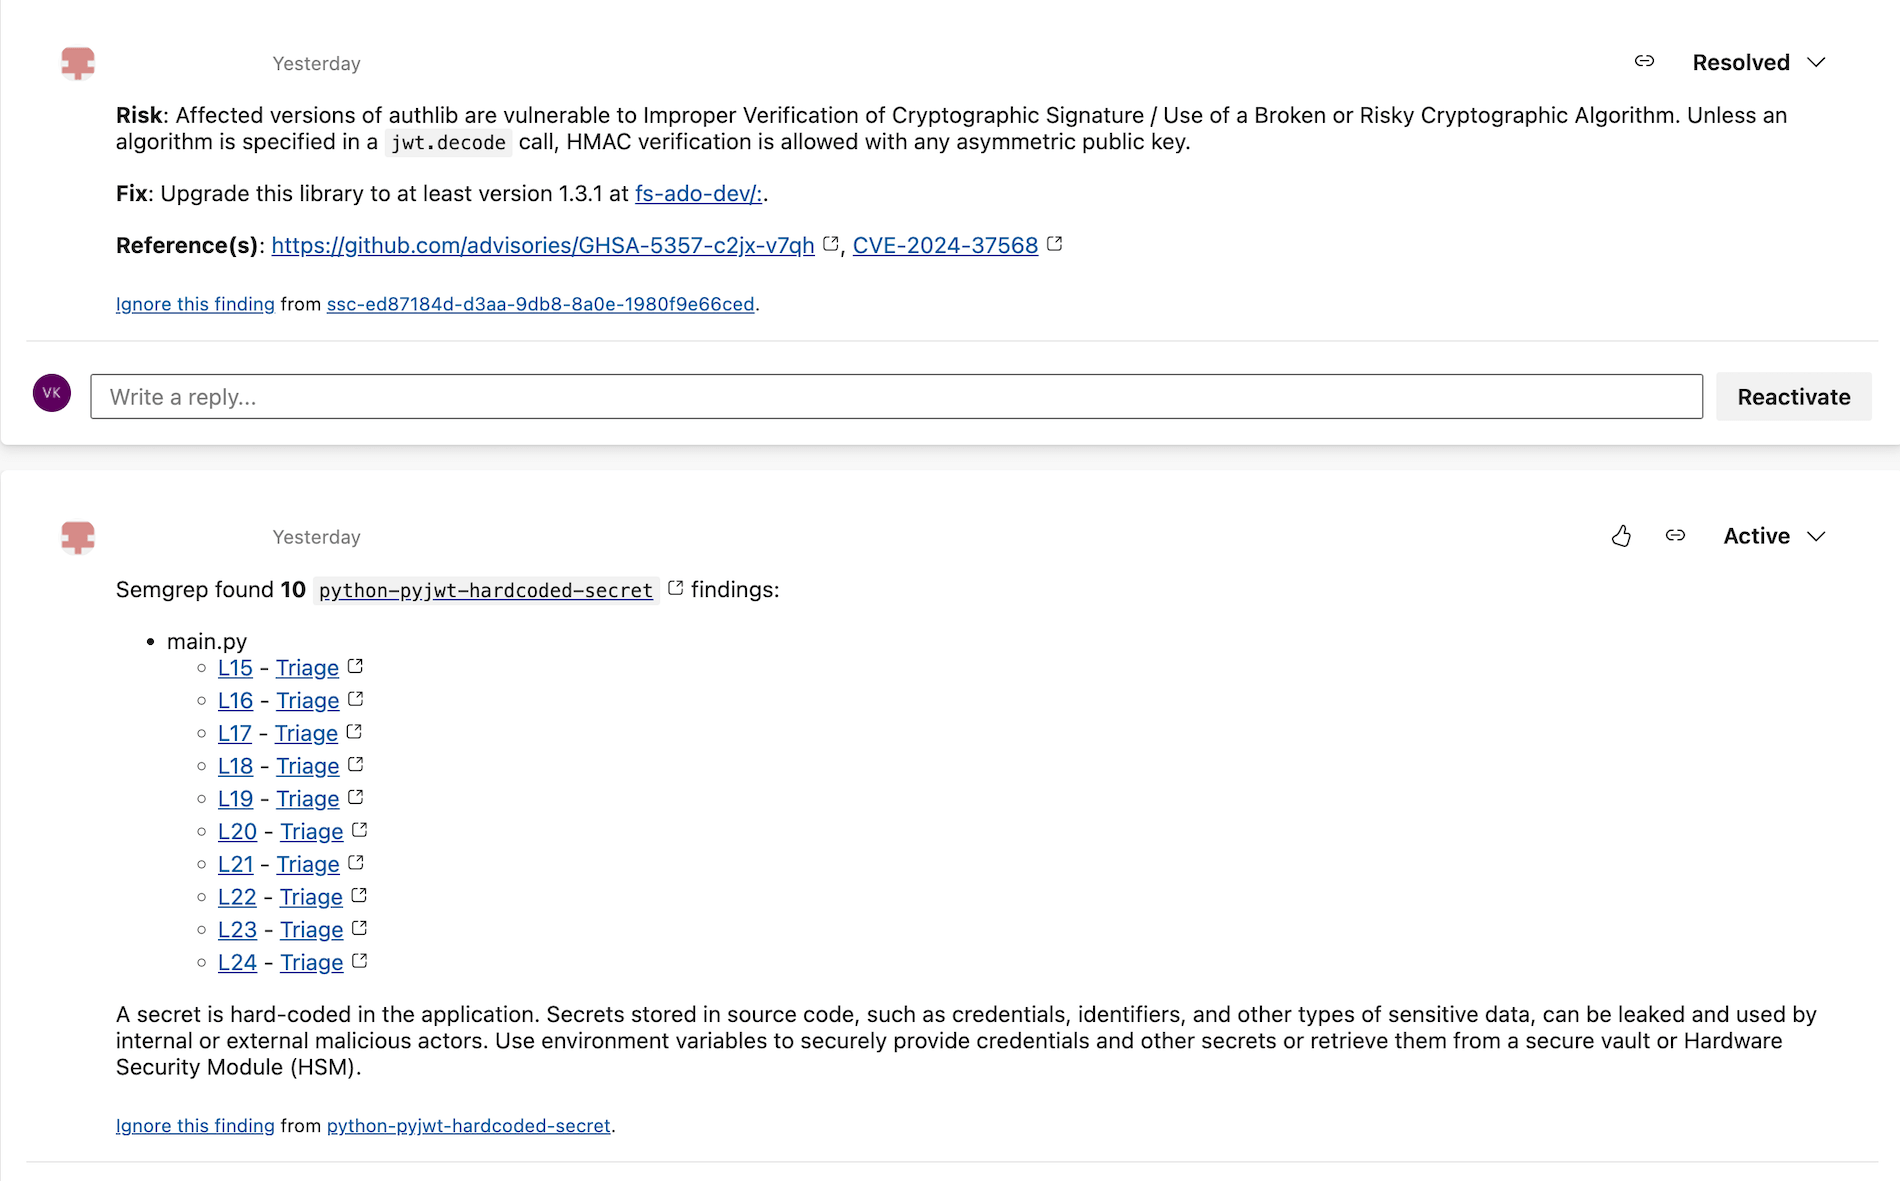 Yesterday
Resolved
Risk: Affected versions of authlib are vulnerable to Improper Verification of Cryptographic Signature / Use of a Broken or Risky Cryptographic Algorithm. Unless an
algorithm is specified in a jwt.decode call, HMAC verification is allowed with any asymmetric public key.
Fix: Upgrade this library to at least version 1.3.1 at fs-ado-dev/:.
Reference(s): https://github.com/advisories/GHSA-5357-c2jx-v7qh, CVE-2024-37568
Ignore this finding from ssc-ed87184d-d3aa-9db8-8a0e-1980f9e66ced.
VK
Write a reply...
Reactivate
Yesterday
Active
Semgrep found 10 python-pyjwt-hardcoded-secret findings:
• main.py
○ L15 - Triage
○ L16 - Triage
○ L17 - Triage
○ L18 - Triage
○ L19 - Triage
○ L20 - Triage
○ L21 - Triage
○ L22 - Triage
○ L23 - Triage
○ L24 - Triage
A secret is hard-coded in the application. Secrets stored in source code, such as credentials, identifiers, and other types of sensitive data, can be leaked and used by
internal or external malicious actors. Use environment variables to securely provide credentials and other secrets or retrieve them from a secure vault or Hardware
Security Module (HSM).
Ignore this finding from python-pyjwt-hardcoded-secret.